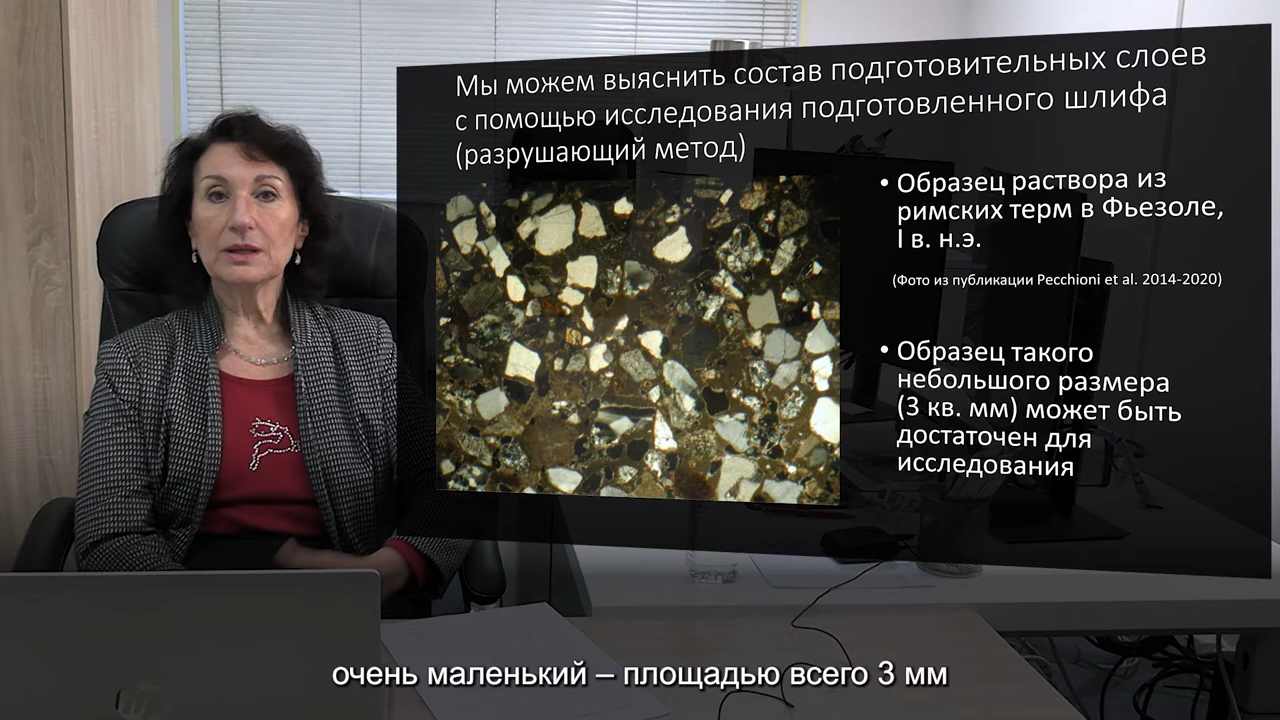 Мы можем выяснить состав подготовительных слоев
с помощью исследования подготовленного шлифа
(разрушающий метод)
• Образец раствора из
римских терм в Фьезоле,
I в. н.э.
(Фото из публикации Pecchioni et al. 2014-2020)
• Образец такого
небольшого размера
(3 кв. мм) может быть
достаточен для
исследования
очень маленький – площадью всего 3 мм